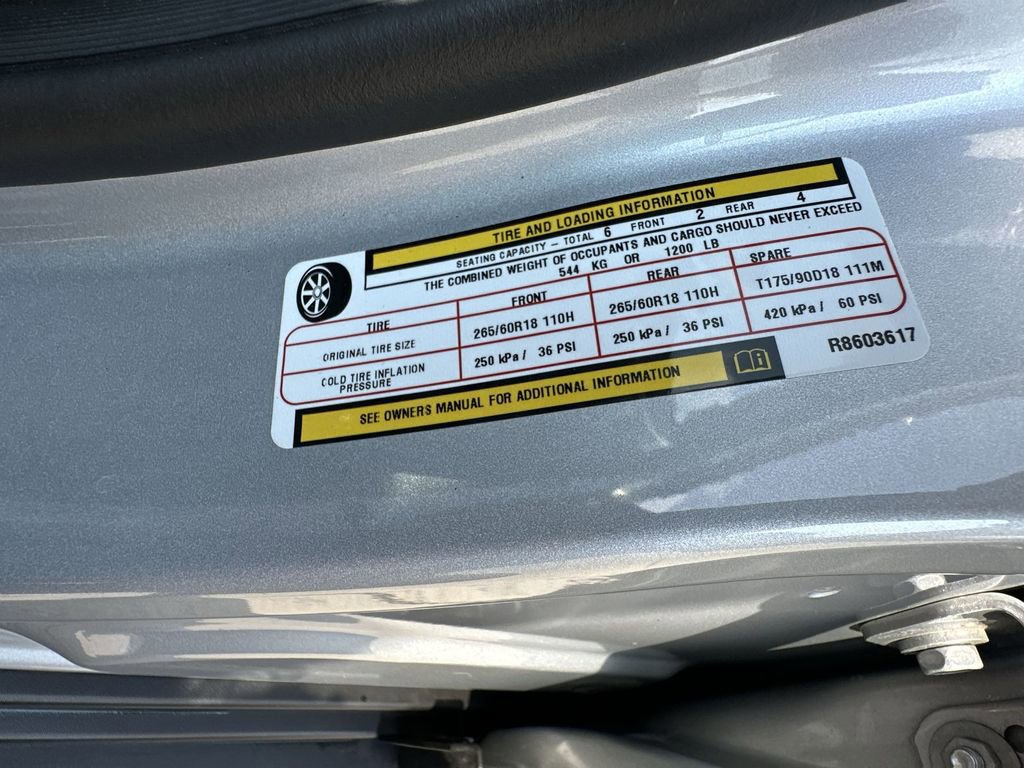 TIRE AND LOADING INFORMATION
SEATING CAPACITY - TOTAL 6 FRONT 2 REAR 4
THE COMBINED WEIGHT OF OCCUPANTS AND CARGO SHOULD NEVER EXCEED
544 KG OR 1200 LB
TIRE FRONT REAR SPARE
ORIGINAL TIRE SIZE 265/60R18 110H 265/60R18 110H T175/90D18 111M
COLD TIRE INFLATION
PRESSURE 250 kPa / 36 PSI 250 kPa / 36 PSI 420 kPa / 60 PSI
SEE OWNERS MANUAL FOR ADDITIONAL INFORMATION
R8603617